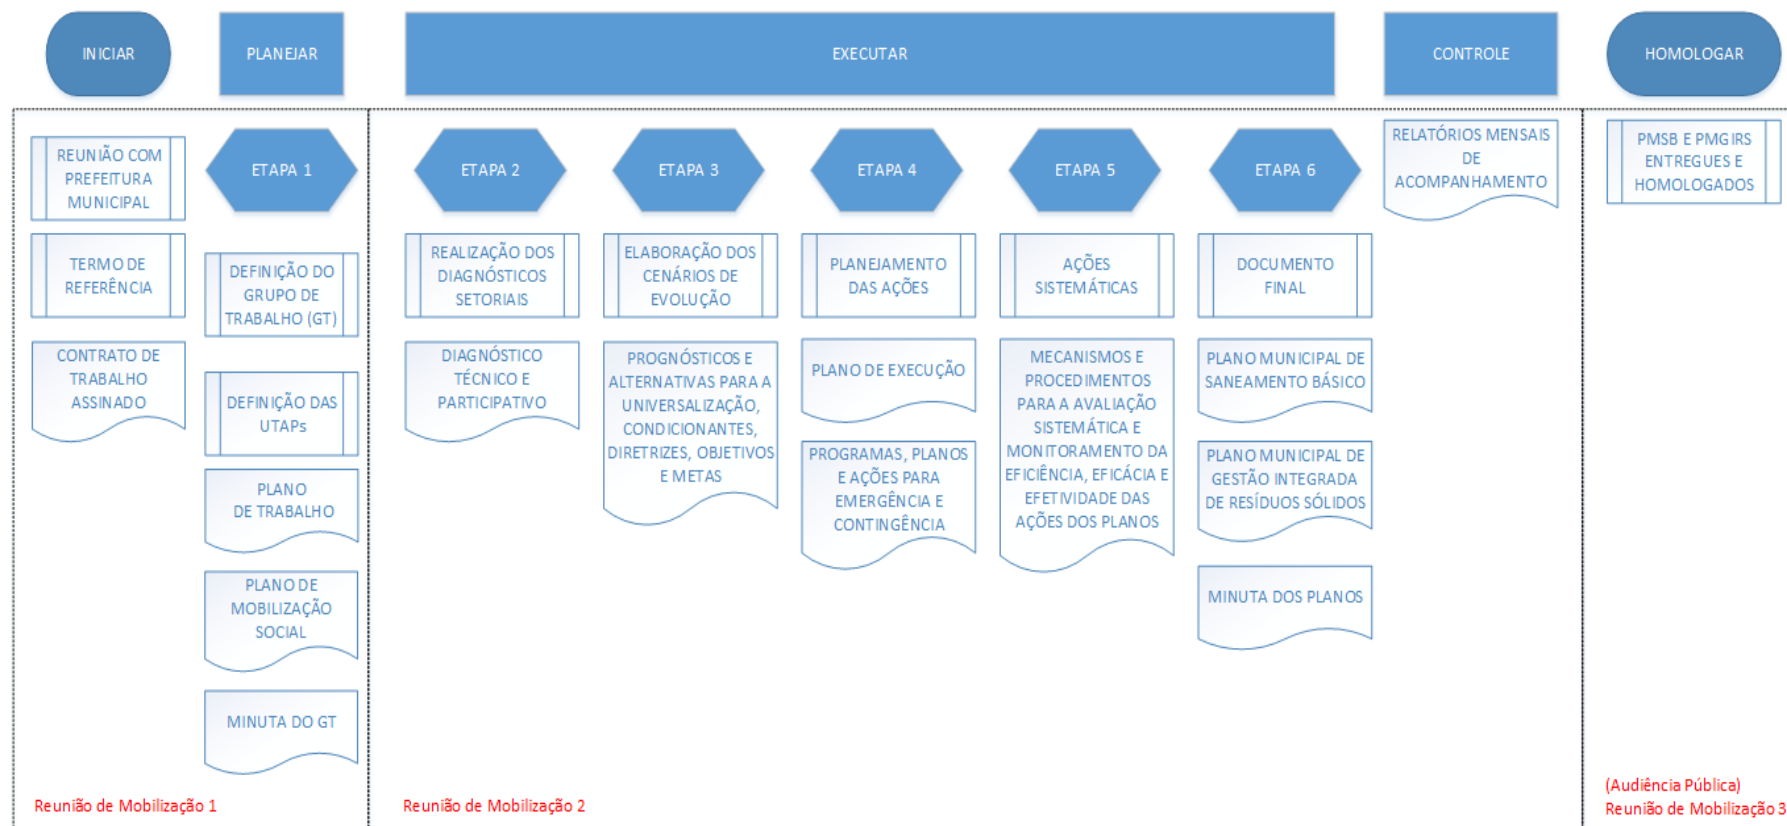 INICIAR
PLANEJAR
EXECUTAR
CONTROLE
HOMOLOGAR
REUNIÃO COM
PREFEITURA
MUNICIPAL
TERMO DE
REFERÊNCIA
CONTRATO DE
TRABALHO
ASSINADO
ETAPA 1
DEFINIÇÃO DO
GRUPO DE
TRABALHO (GT)
DEFINIÇÃO DAS
UTAPs
PLANO
DE TRABALHO
PLANO DE
MOBILIZAÇÃO
SOCIAL
MINUTA DO GT
Reunião de Mobilização 1
ETAPA 2
REALIZAÇÃO DOS
DIAGNÓSTICOS
SETORIAIS
DIAGNÓSTICO
TÉCNICO E
PARTICIPATIVO
ETAPA 3
ELABORAÇÃO DOS
CENÁRIOS DE
EVOLUÇÃO
PROGNÓSTICOS E
ALTERNATIVAS PARA A
UNIVERSALIZAÇÃO,
CONDICIONANTES,
DIRETRIZES, OBJETIVOS
E METAS
ETAPA 4
PLANEJAMENTO
DAS AÇÕES
PLANO DE EXECUÇÃO
PROGRAMAS, PLANOS
E AÇÕES PARA
EMERGÊNCIA E
CONTINGÊNCIA
ETAPA 5
AÇÕES
SISTEMÁTICAS
MECANISMOS E
PROCEDIMENTOS
PARA A AVALIAÇÃO
SISTEMÁTICA E
MONITORAMENTO DA
EFICIÊNCIA, EFICÁCIA E
EFETIVIDADE DAS
AÇÕES DOS PLANOS
ETAPA 6
DOCUMENTO
FINAL
PLANO MUNICIPAL DE
SANEAMENTO BÁSICO
PLANO MUNICIPAL DE
GESTÃO INTEGRADA
DE RESÍDUOS SÓLIDOS
MINUTA DOS PLANOS
RELATÓRIOS MENSAIS
DE
ACOMPANHAMENTO
Reunião de Mobilização 2
PMSB E PMGIRS
ENTREGUES E
HOMOLOGADOS
(Audiência Pública)
Reunião de Mobilização 3